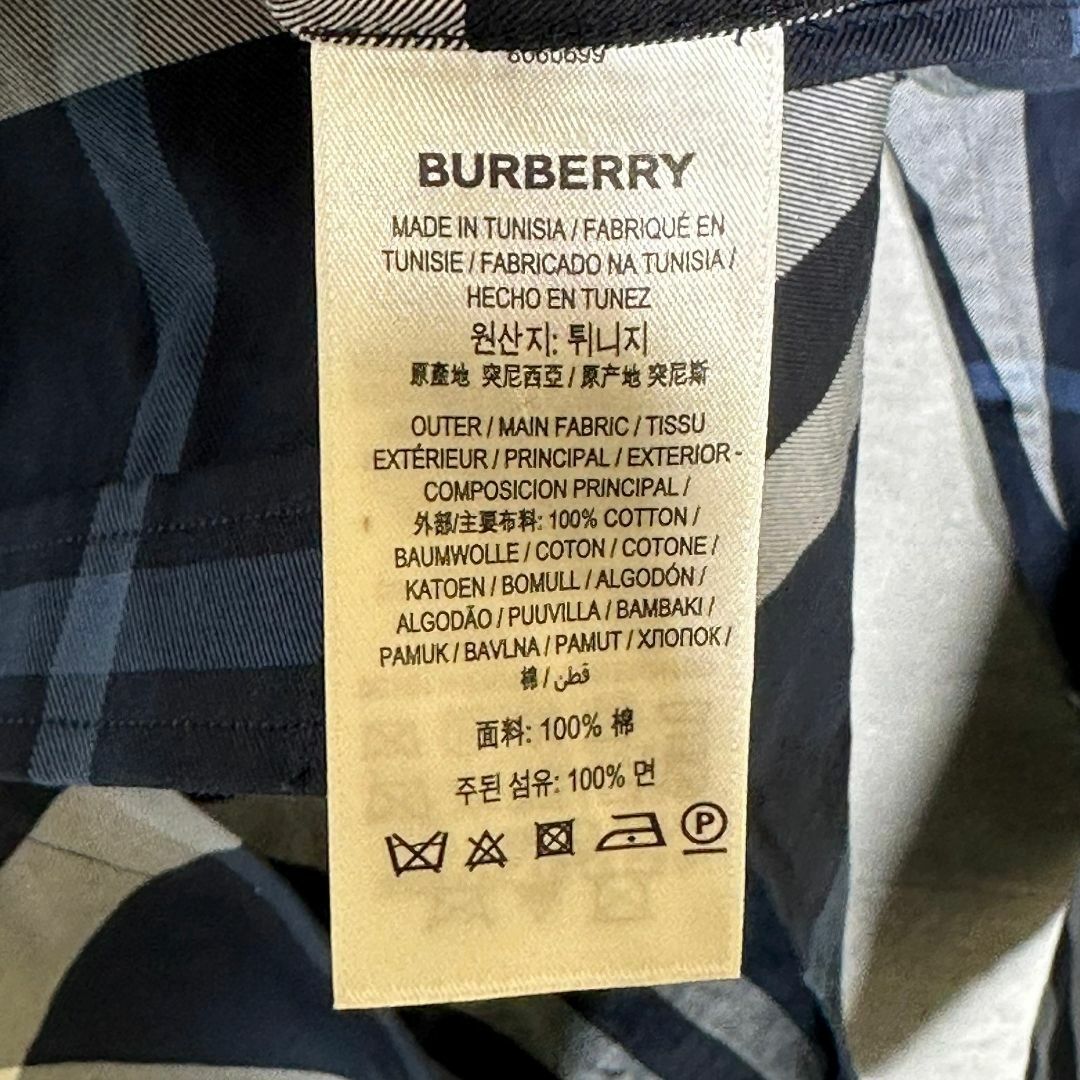 BURBERRY
MADE IN TUNISIA / FABRIQUÉ EN
TUNISIE / FABRICADO NA TUNISIA /
HECHO EN TUNEZ
원산지: 튀니지
原產地 突尼西亞 / 原产地 突尼斯
OUTER / MAIN FABRIC / TISSU
EXTÉRIEUR / PRINCIPAL / EXTERIOR -
COMPOSICION PRINCIPAL /
外部/主要布料: 100% COTTON /
BAUMWOLLE / COTON / COTONE /
KATOEN / BOMULL / ALGODÓN /
ALGODÃO / PUUVILLA / BAMBAKI /
PAMUK / BAVLNA / PAMUT / ХЛОПОК /
棉 / قطن
面料: 100% 棉
주된 섬유: 100% 면
P